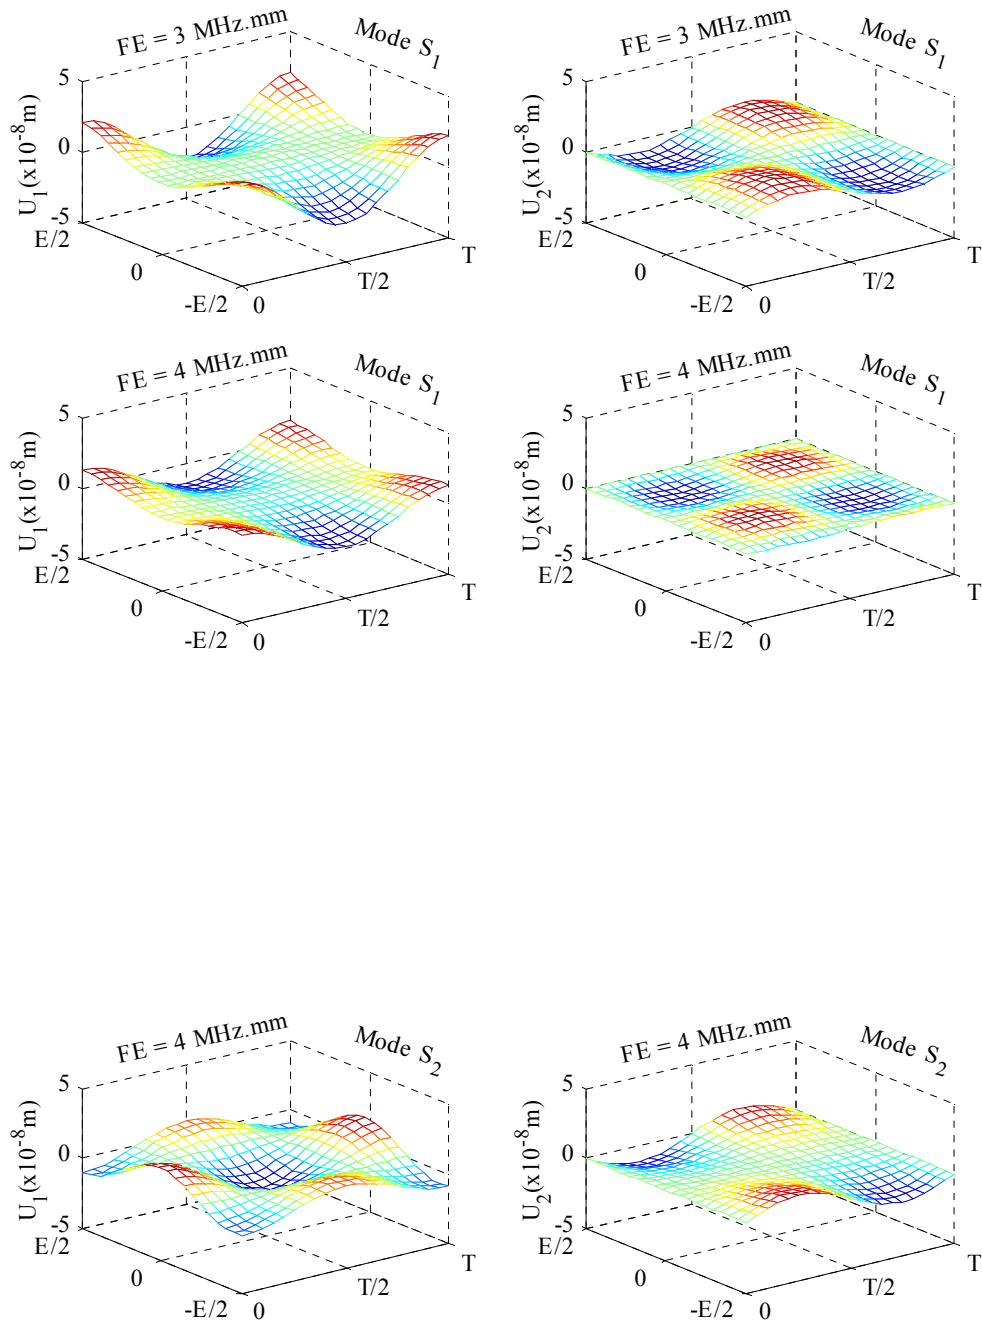 FE = 3 MHz.mm
Mode S1
U1(x10-8m)
5
0
-5
E/2
0
-E/2
0
T/2
T
FE = 3 MHz.mm
Mode S1
U2(x10-8m)
5
0
-5
E/2
0
-E/2
0
T/2
T
FE = 4 MHz.mm
Mode S1
U1(x10-8m)
5
0
-5
E/2
0
-E/2
0
T/2
T
FE = 4 MHz.mm
Mode S1
U2(x10-8m)
5
0
-5
E/2
0
-E/2
0
T/2
T
FE = 4 MHz.mm
Mode S2
U1(x10-8m)
5
0
-5
E/2
0
-E/2
0
T/2
T
FE = 4 MHz.mm
Mode S2
U2(x10-8m)
5
0
-5
E/2
0
-E/2
0
T/2
T